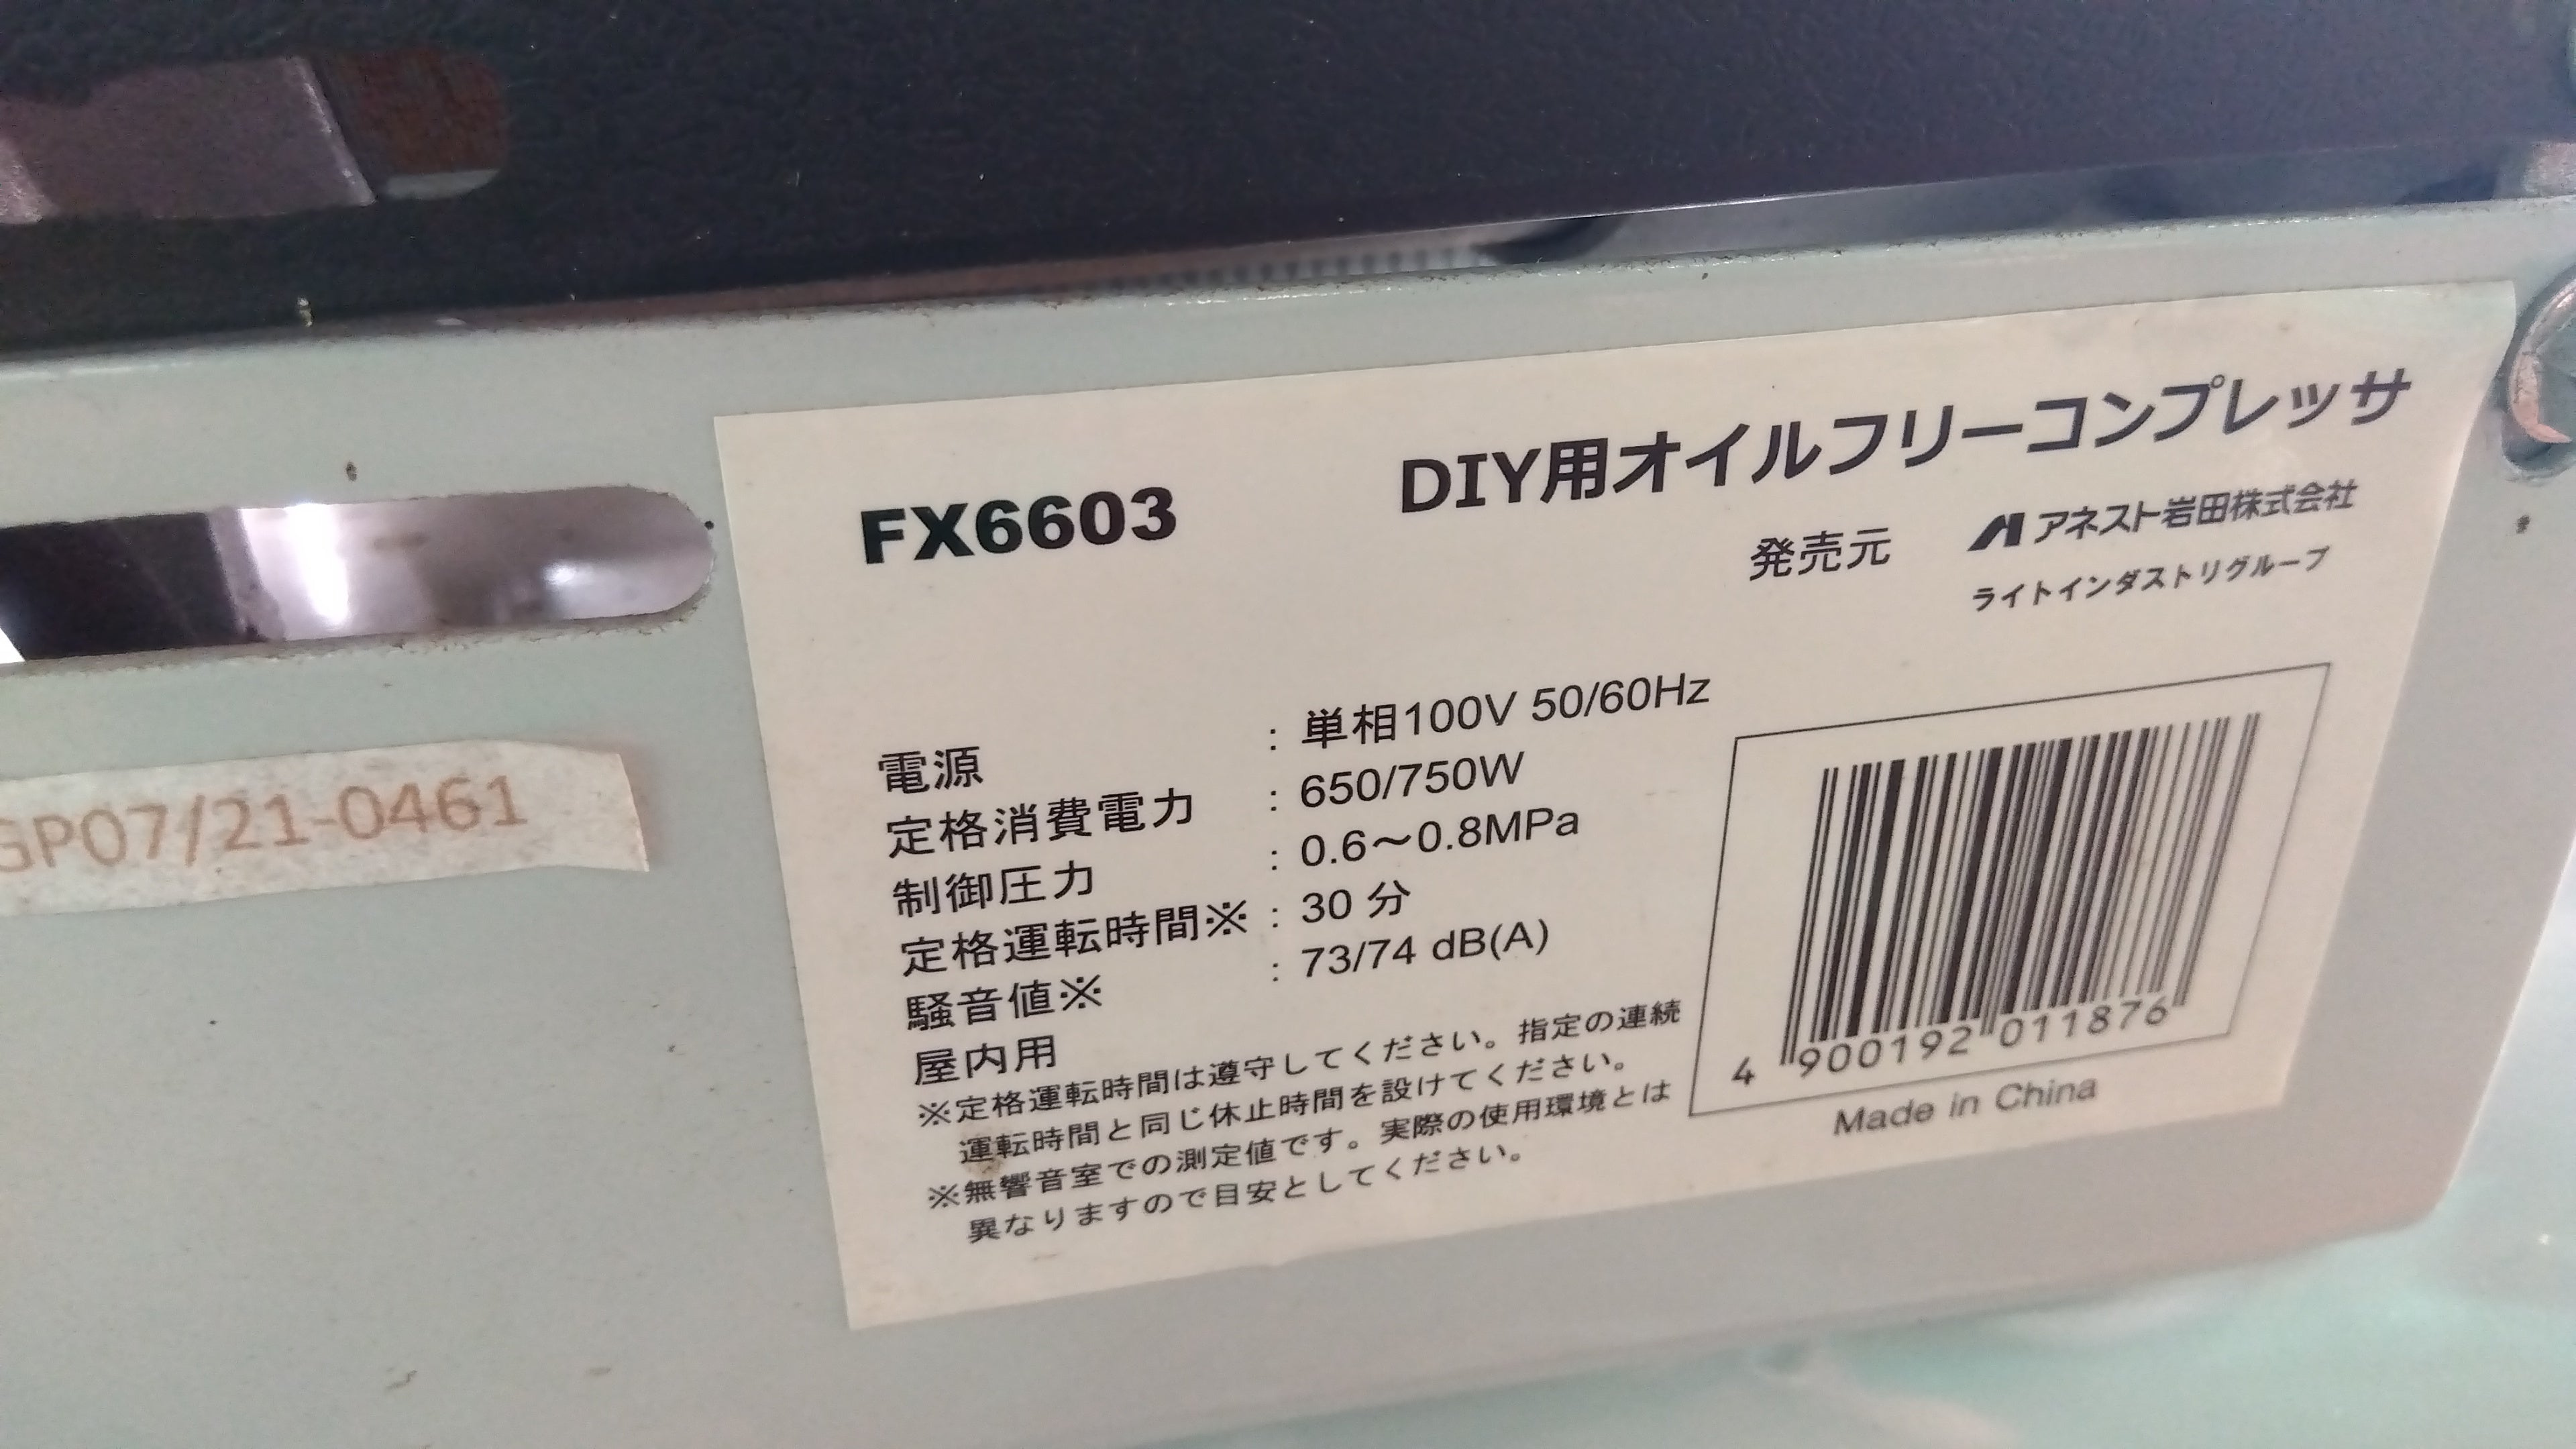 FX6603
DIY用オイルフリーコンプレッサ
発売元 アネスト岩田株式会社
ライトインダストリグループ
電源 : 単相100V 50/60Hz
定格消費電力 : 650/750W
制御圧力 : 0.6〜0.8MPa
定格運転時間※ : 30 分
騒音値※ : 73/74 dB(A)
屋内用
※定格運転時間は遵守してください。指定の連続
運転時間と同じ休止時間を設けてください。
※無響音室での測定値です。実際の使用環境とは
異なりますので目安としてください。
4 900192 011876
Made in China
GP07/21-0461